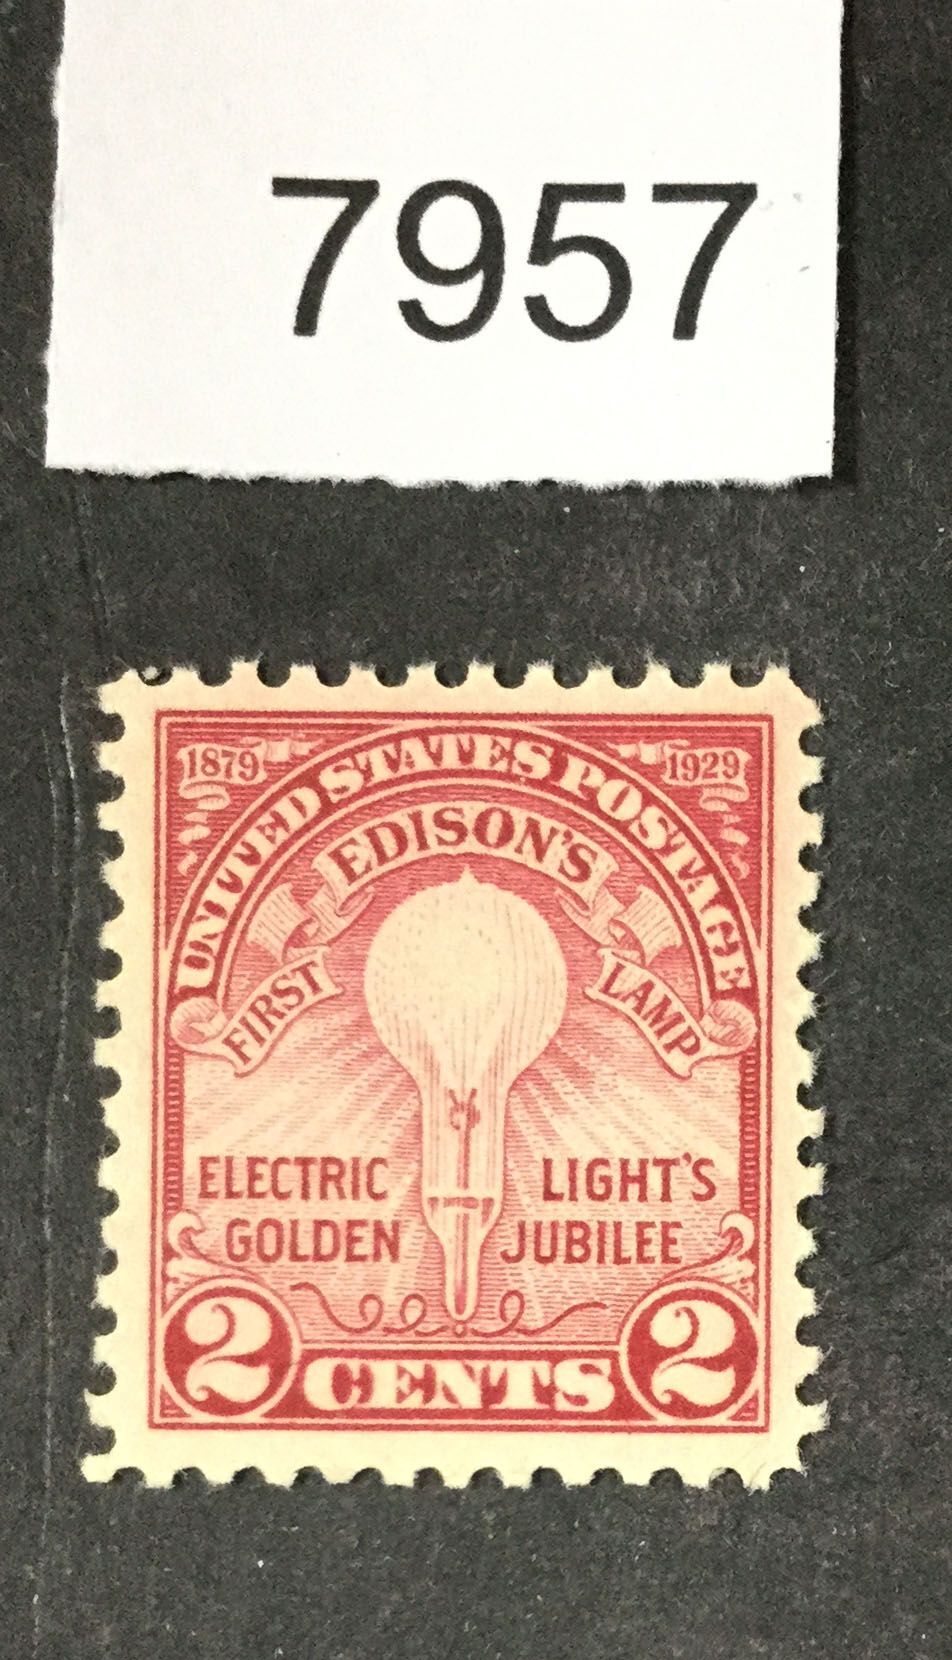 7957
1879 1929
UNITED STATES POSTAGE
FIRST EDISON'S LAMP
ELECTRIC LIGHT'S
GOLDEN JUBILEE
2 CENTS 2